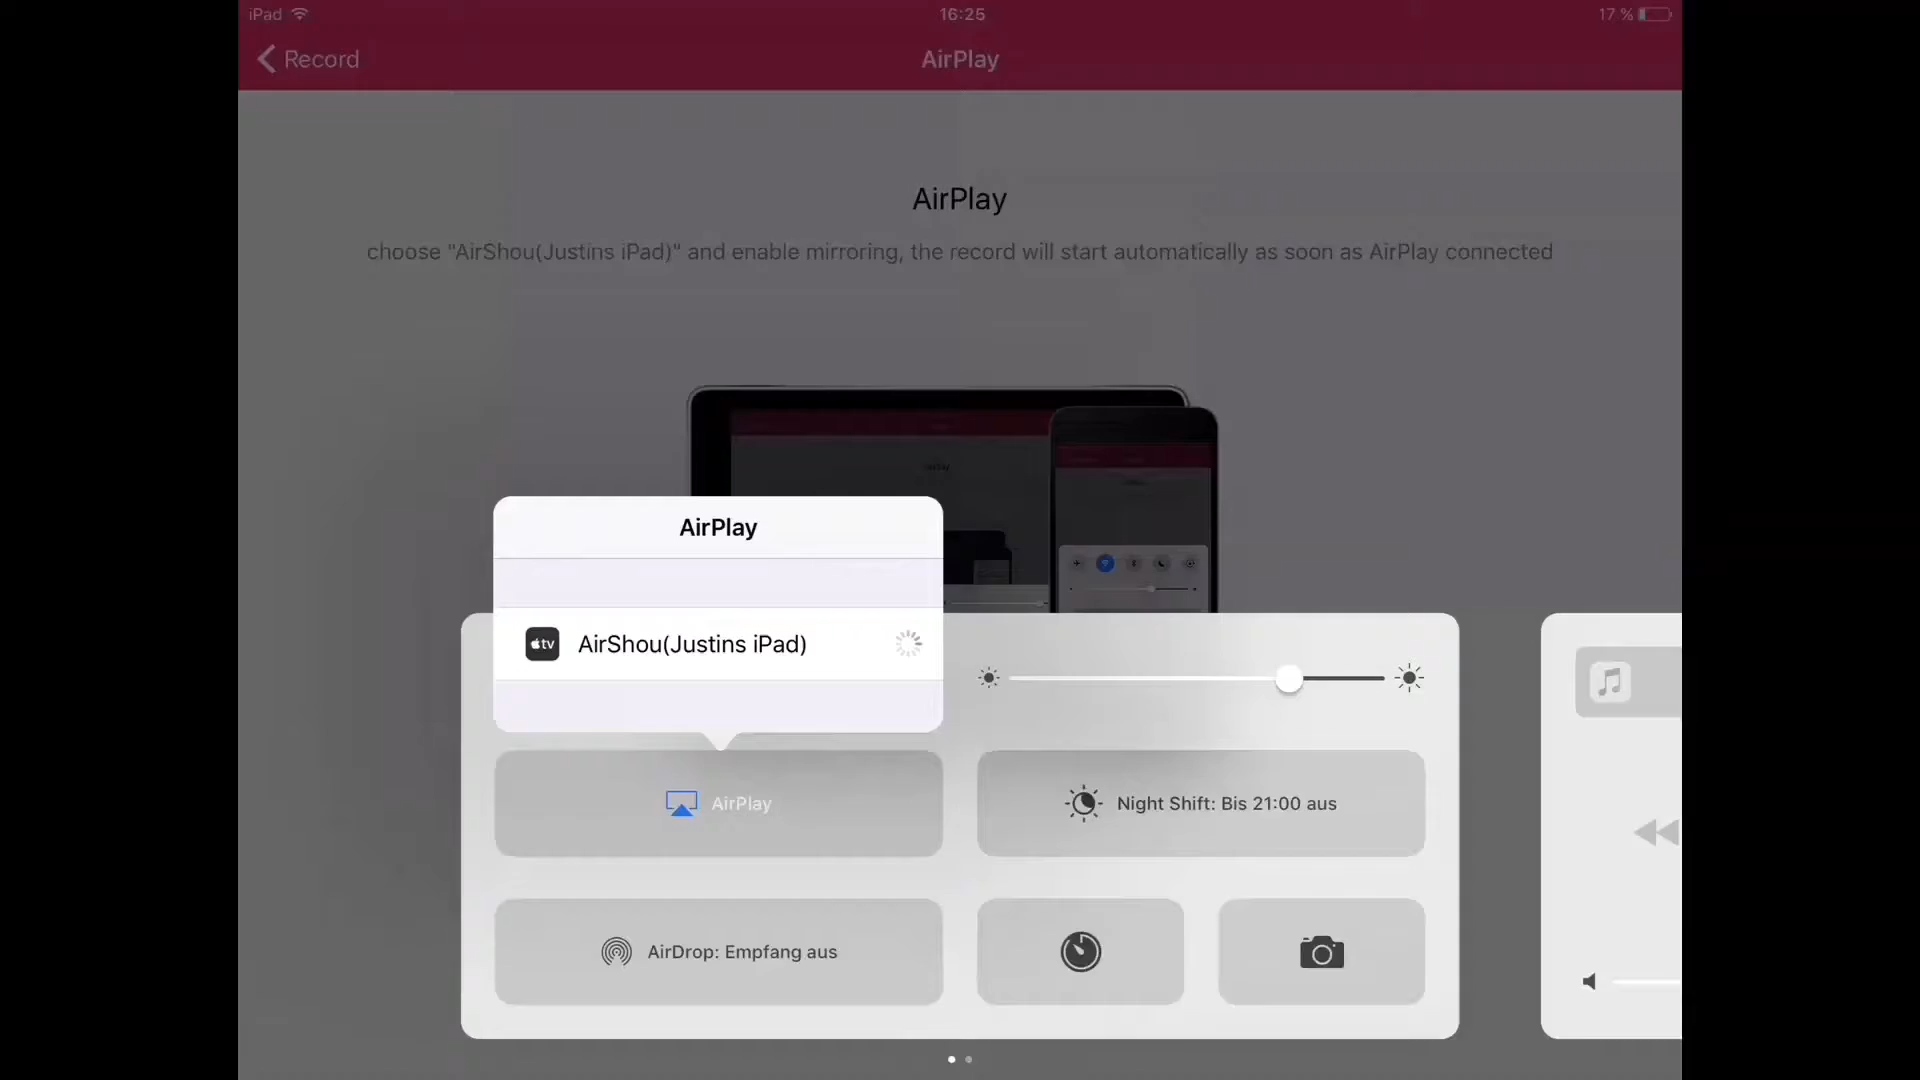 iPad
16:25
17 %
Record
AirPlay
AirPlay
choose "AirShou(Justins iPad)" and enable mirroring, the record will start automatically as soon as AirPlay connected
AirPlay
tv
AirShou(Justins iPad)
AirPlay
Night Shift: Bis 21:00 aus
AirDrop: Empfang aus